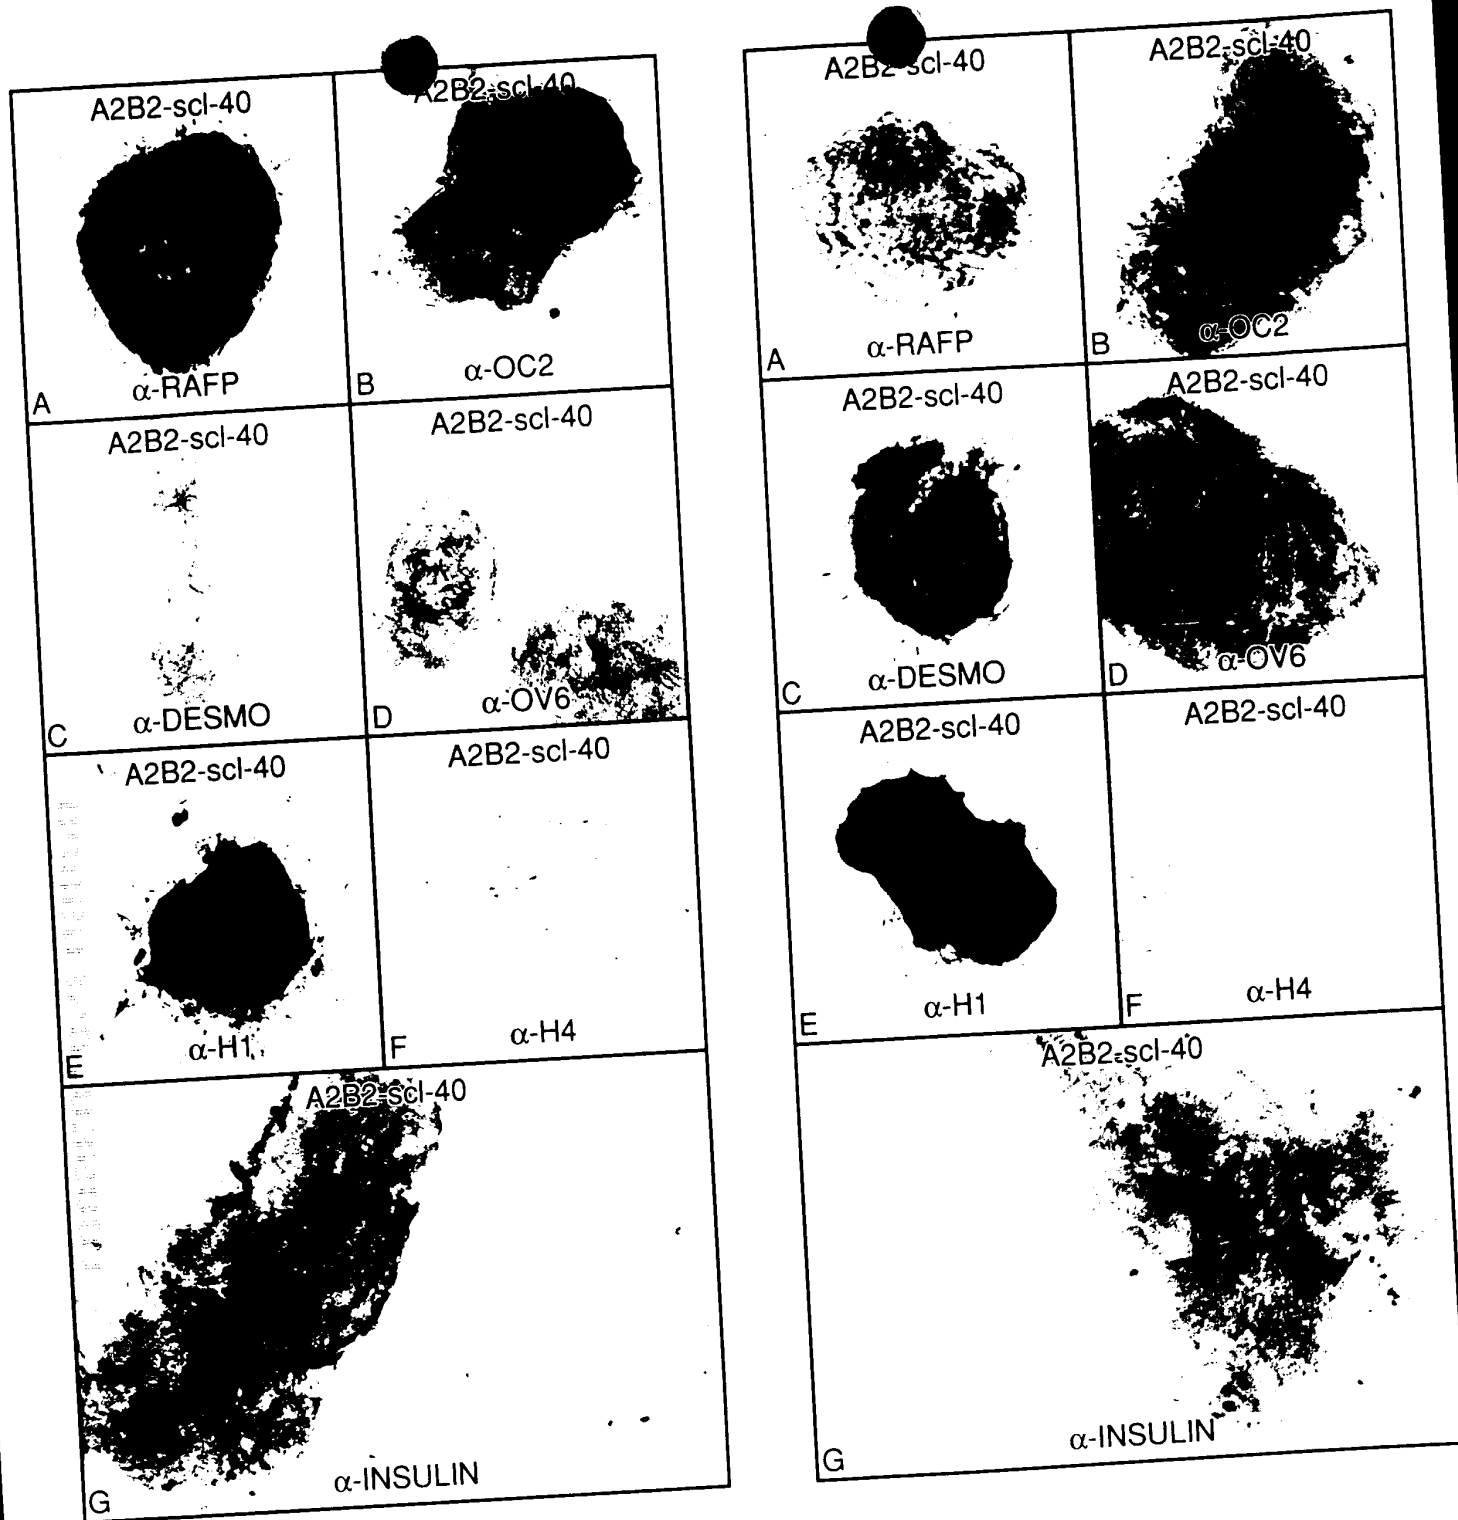 A2B2-scl-40
α-RAFP
A
A2B2-scl-40
α-OC2
B
A2B2-scl-40
α-DESMO
C
A2B2-scl-40
α-OV6
D
A2B2-scl-40
α-H1
E
A2B2-scl-40
α-H4
F
A2B2-scl-40
α-INSULIN
G
A2B2-scl-40
α-RAFP
A
A2B2-scl-40
α-OC2
B
A2B2-scl-40
α-DESMO
C
A2B2-scl-40
α-OV6
D
A2B2-scl-40
α-H1
E
A2B2-scl-40
α-H4
F
A2B2-scl-40
α-INSULIN
G